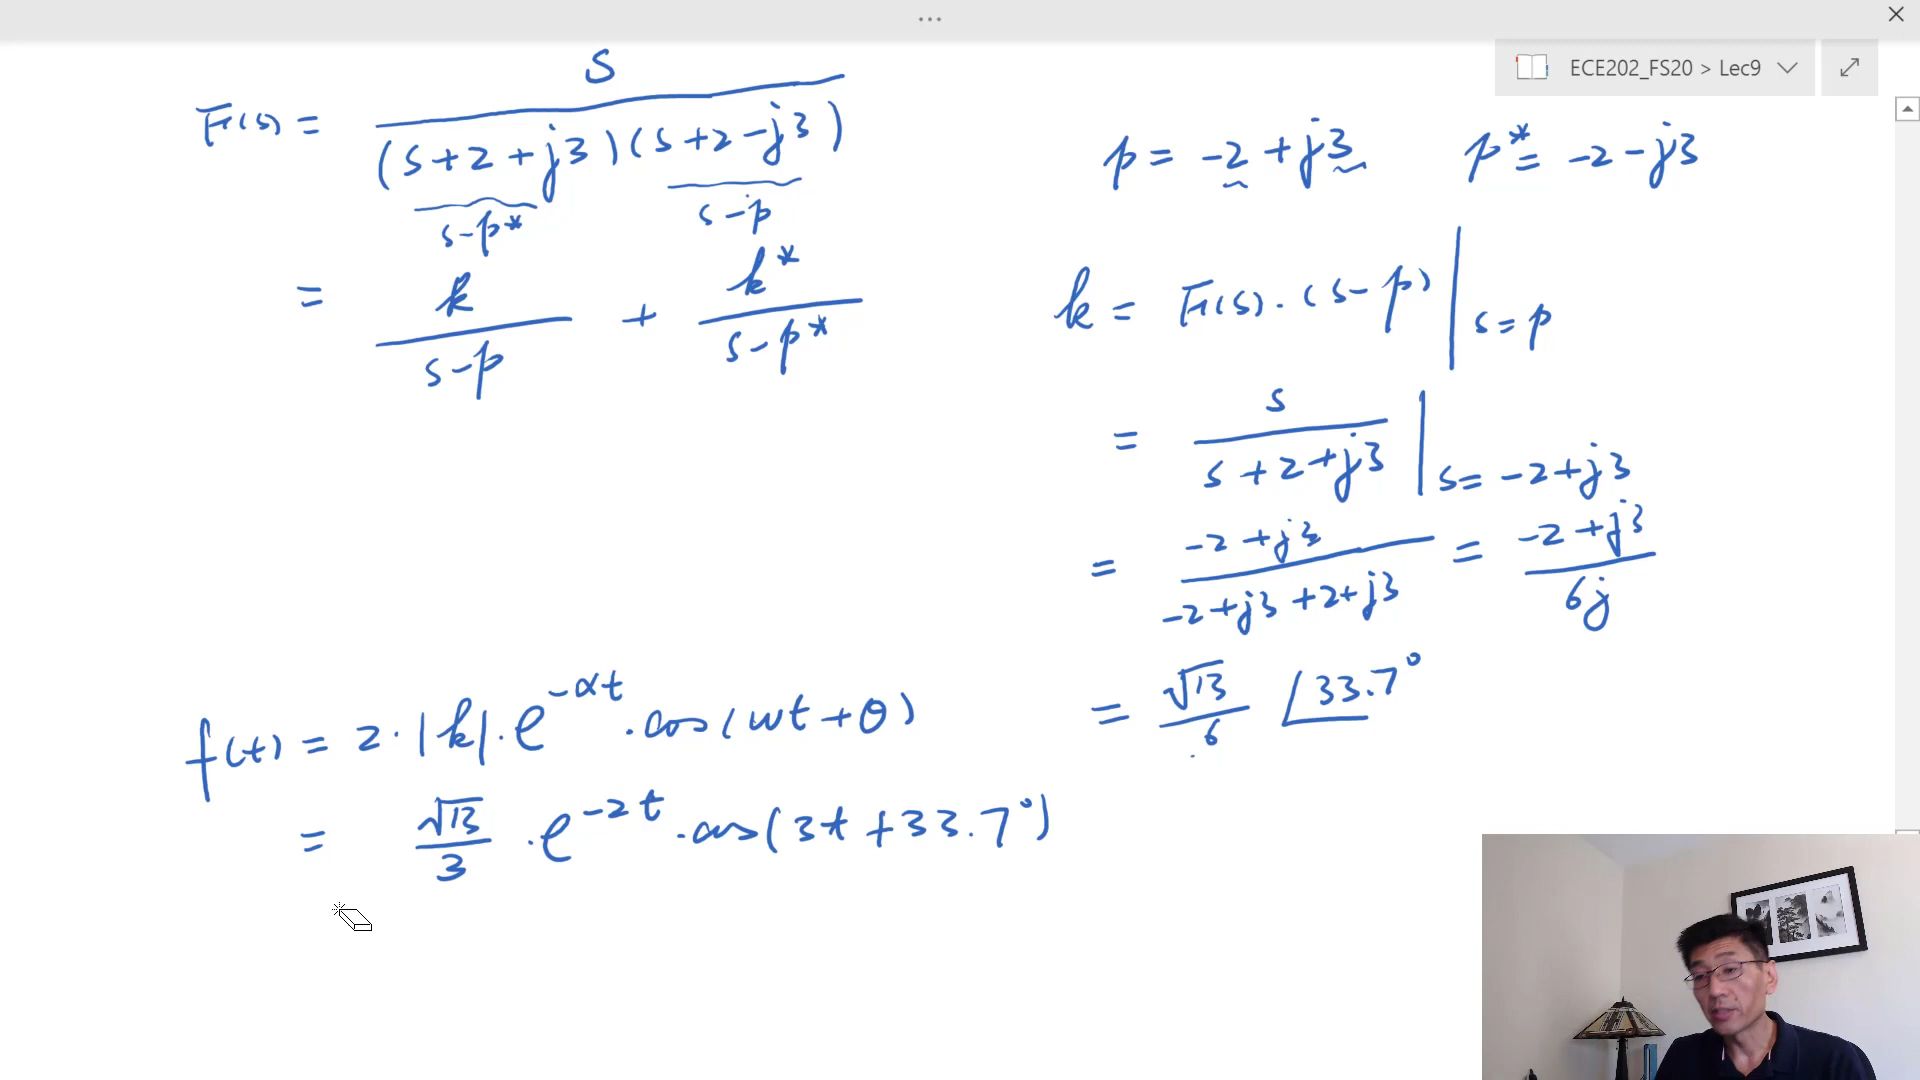 ...
ECE202_FS20 > Lec9
F(s) = s / (s+2+j3)(s+2-j3)
s-p* s-p
= k / s-p + k* / s-p*
p = -2+j3 p* = -2-j3
k = F(s)·(s-p) | s=p
= s / s+2+j3 | s= -2+j3
= -2+j3 / -2+j3+2+j3 = -2+j3 / 6j
= √13 / 6 ∠33.7°
f(t) = 2·|k|·e^-αt·cos(ωt+θ)
= √13 / 3 ·e^-2t·cos(3t+33.7°)